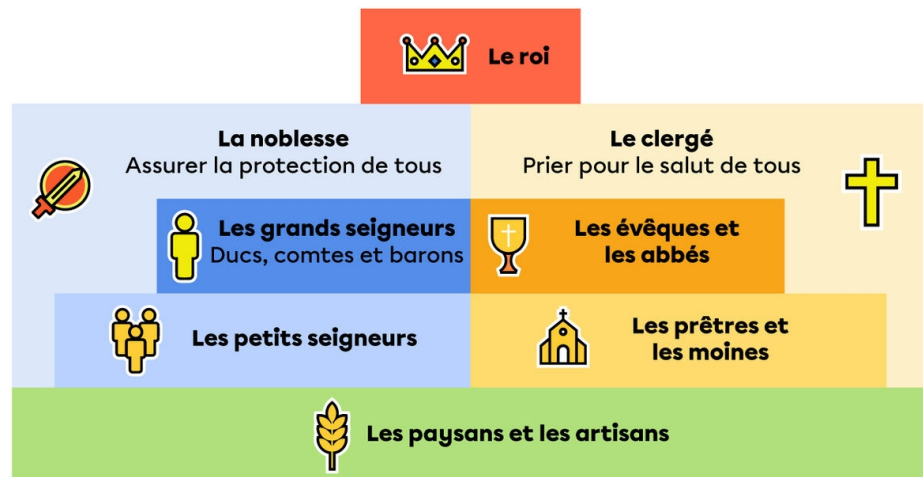 Le roi
La noblesse
Assurer la protection de tous
Le clergé
Prier pour le salut de tous
Les grands seigneurs
Ducs, comtes et barons
Les évêques et
les abbés
Les petits seigneurs
Les prêtres et
les moines
Les paysans et les artisans